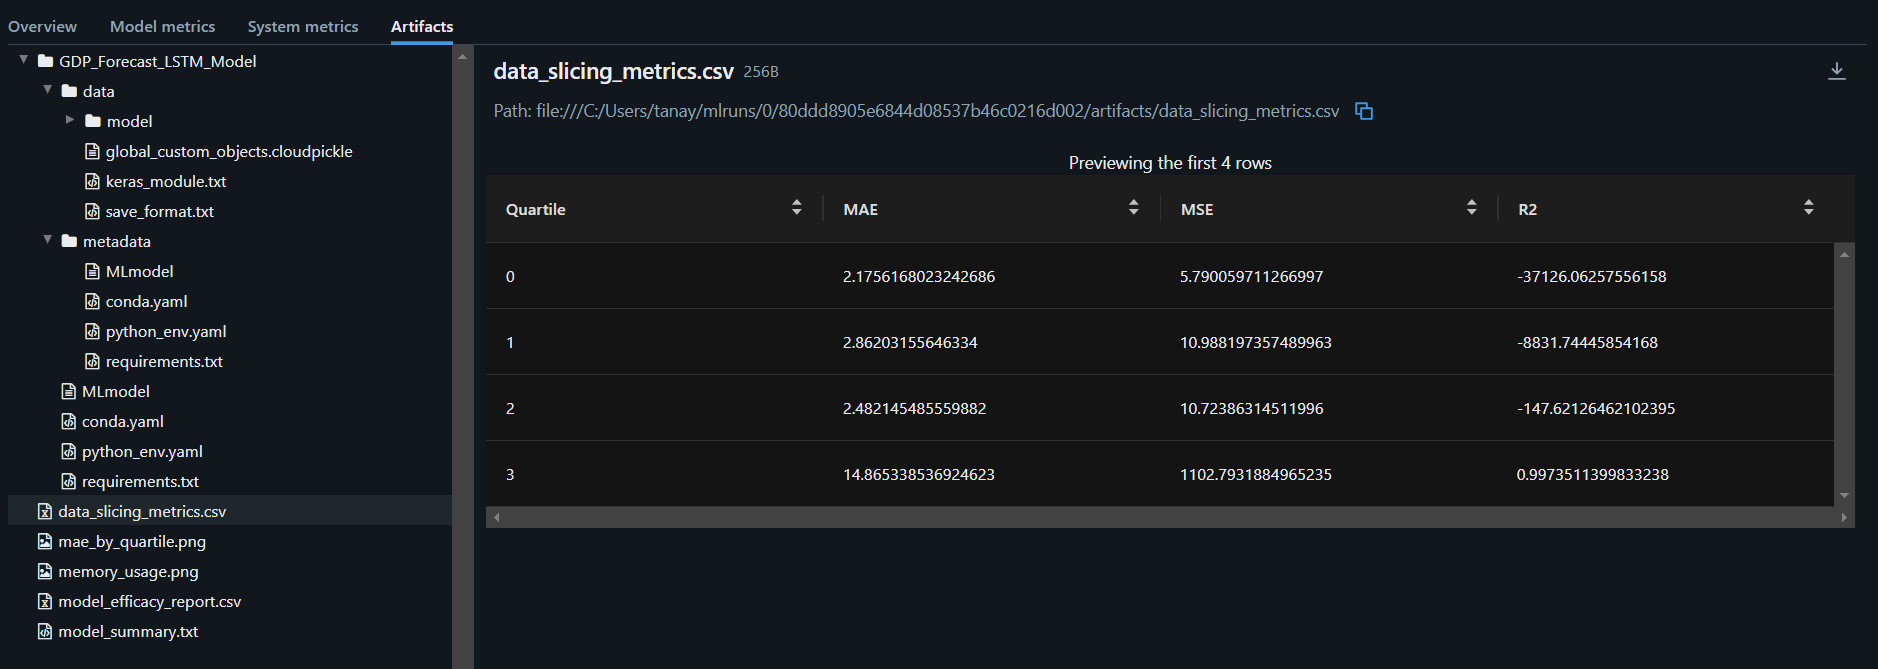 Overview Model metrics System metrics Artifacts
GDP_Forecast_LSTM_Model
data
model
global_custom_objects.cloudpickle
keras_module.txt
save_format.txt
metadata
MLmodel
conda.yaml
python_env.yaml
requirements.txt
MLmodel
conda.yaml
python_env.yaml
requirements.txt
data_slicing_metrics.csv
mae_by_quartile.png
memory_usage.png
model_efficacy_report.csv
model_summary.txt
data_slicing_metrics.csv 256B
Path: file:///C:/Users/tanay/mlruns/0/80ddd8905e6844d08537b46c0216d002/artifacts/data_slicing_metrics.csv
Previewing the first 4 rows
Quartile MAE MSE R2
0 2.1756168023242686 5.790059711266997 -37126.06257556158
1 2.86203155646334 10.988197357489963 -8831.74445854168
2 2.482145485559882 10.72386314511996 -147.62126462102395
3 14.865338536924623 1102.7931884965235 0.9973511399833238